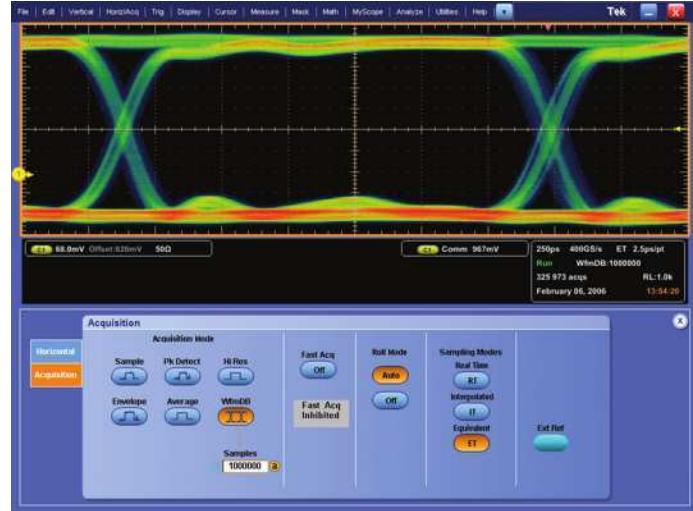 File | Edit | Vertical | Horiz/Acq | Trig | Display | Cursor | Measure | Mask | Math | MyScope | Analyze | Utilities | Help
Tek
1
C1 68.0mV Offset:826mV 50Ω
C1 Comm 967mV
250ps 400GS/s ET 2.5ps/pt
Run WfmDB:1000000
325 973 acqs RL:1.0k
February 06, 2006 13:54:20
Acquisition
X
Horizontal
Acquisition
Acquisition Mode
Sample Pk Detect Hi Res
Envelope Average WfmDB
Samples
1000000 a
Fast Acq
Off
Fast Acq
Inhibited
Roll Mode
Auto
Off
Sampling Modes
Real Time
RT
Interpolated
IT
Equivalent
ET
Ext Ref